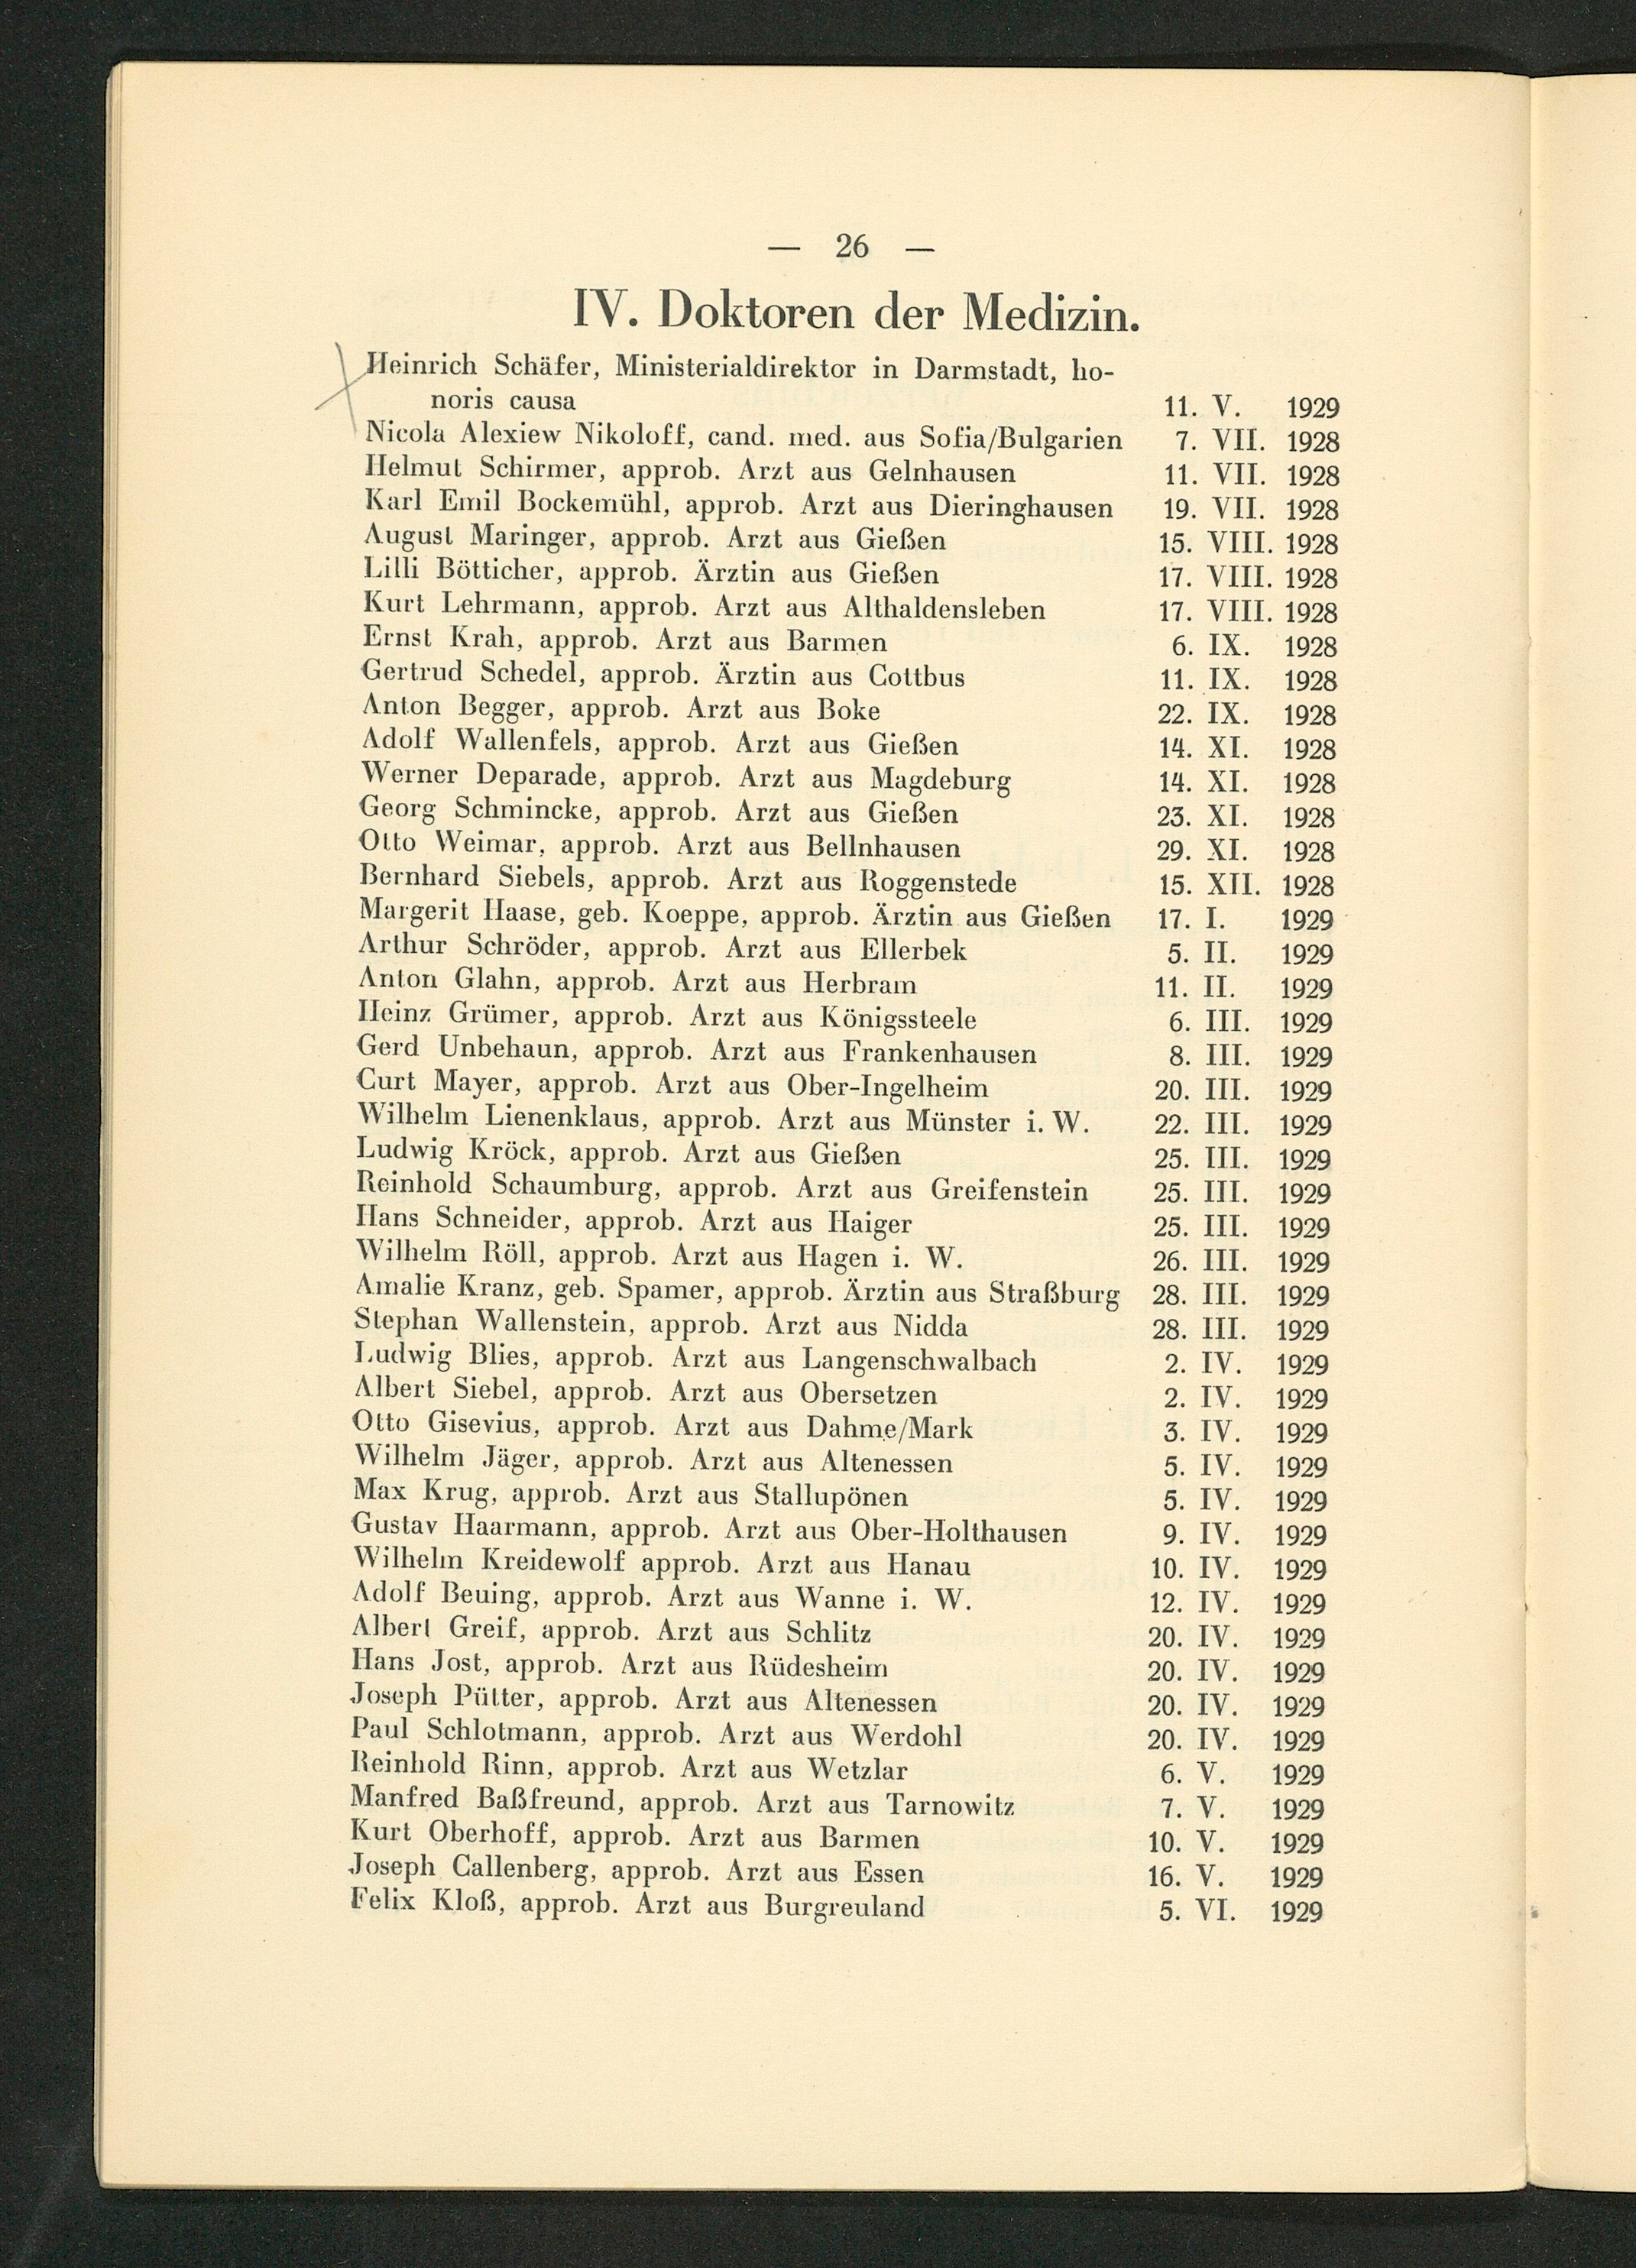 — 26 —
IV. Doktoren der Medizin.
Heinrich Schäfer, Ministerialdirektor in Darmstadt, ho-
noris causa 11. V. 1929
Nicola Alexiew Nikoloff, cand. med. aus Sofia/Bulgarien 7. VII. 1928
Helmut Schirmer, approb. Arzt aus Gelnhausen 11. VII. 1928
Karl Emil Bockemühl, approb. Arzt aus Dieringhausen 19. VII. 1928
August Maringer, approb. Arzt aus Gießen 15. VIII. 1928
Lilli Bötticher, approb. Ärztin aus Gießen 17. VIII. 1928
Kurt Lehrmann, approb. Arzt aus Althaldensleben 17. VIII. 1928
Ernst Krah, approb. Arzt aus Barmen 6. IX. 1928
Gertrud Schedel, approb. Ärztin aus Cottbus 11. IX. 1928
Anton Begger, approb. Arzt aus Boke 22. IX. 1928
Adolf Wallenfels, approb. Arzt aus Gießen 14. XI. 1928
Werner Deparade, approb. Arzt aus Magdeburg 14. XI. 1928
Georg Schmincke, approb. Arzt aus Gießen 23. XI. 1928
Otto Weimar, approb. Arzt aus Bellnhausen 29. XI. 1928
Bernhard Siebels, approb. Arzt aus Roggenstede 15. XII. 1928
Margerit Haase, geb. Koeppe, approb. Ärztin aus Gießen 17. I. 1929
Arthur Schröder, approb. Arzt aus Ellerbek 5. II. 1929
Anton Glahn, approb. Arzt aus Herbram 11. II. 1929
Heinz Grümer, approb. Arzt aus Königssteele 6. III. 1929
Gerd Unbehaun, approb. Arzt aus Frankenhausen 8. III. 1929
Curt Mayer, approb. Arzt aus Ober-Ingelheim 20. III. 1929
Wilhelm Lienenklaus, approb. Arzt aus Münster i. W. 22. III. 1929
Ludwig Kröck, approb. Arzt aus Gießen 25. III. 1929
Reinhold Schaumburg, approb. Arzt aus Greifenstein 25. III. 1929
Hans Schneider, approb. Arzt aus Haiger 25. III. 1929
Wilhelm Röll, approb. Arzt aus Hagen i. W. 26. III. 1929
Amalie Kranz, geb. Spamer, approb. Ärztin aus Straßburg 28. III. 1929
Stephan Wallenstein, approb. Arzt aus Nidda 28. III. 1929
Ludwig Blies, approb. Arzt aus Langenschwalbach 2. IV. 1929
Albert Siebel, approb. Arzt aus Obersetzen 2. IV. 1929
Otto Gisevius, approb. Arzt aus Dahme/Mark 3. IV. 1929
Wilhelm Jäger, approb. Arzt aus Altenessen 5. IV. 1929
Max Krug, approb. Arzt aus Stallupönen 5. IV. 1929
Gustav Haarmann, approb. Arzt aus Ober-Holthausen 9. IV. 1929
Wilhelm Kreidewolf approb. Arzt aus Hanau 10. IV. 1929
Adolf Beuing, approb. Arzt aus Wanne i. W. 12. IV. 1929
Albert Greif, approb. Arzt aus Schlitz 20. IV. 1929
Hans Jost, approb. Arzt aus Rüdesheim 20. IV. 1929
Joseph Pütter, approb. Arzt aus Altenessen 20. IV. 1929
Paul Schlotmann, approb. Arzt aus Werdohl 20. IV. 1929
Reinhold Rinn, approb. Arzt aus Wetzlar 6. V. 1929
Manfred Baßfreund, approb. Arzt aus Tarnowitz 7. V. 1929
Kurt Oberhoff, approb. Arzt aus Barmen 10. V. 1929
Joseph Callenberg, approb. Arzt aus Essen 16. V. 1929
Felix Kloß, approb. Arzt aus Burgreuland 5. VI. 1929